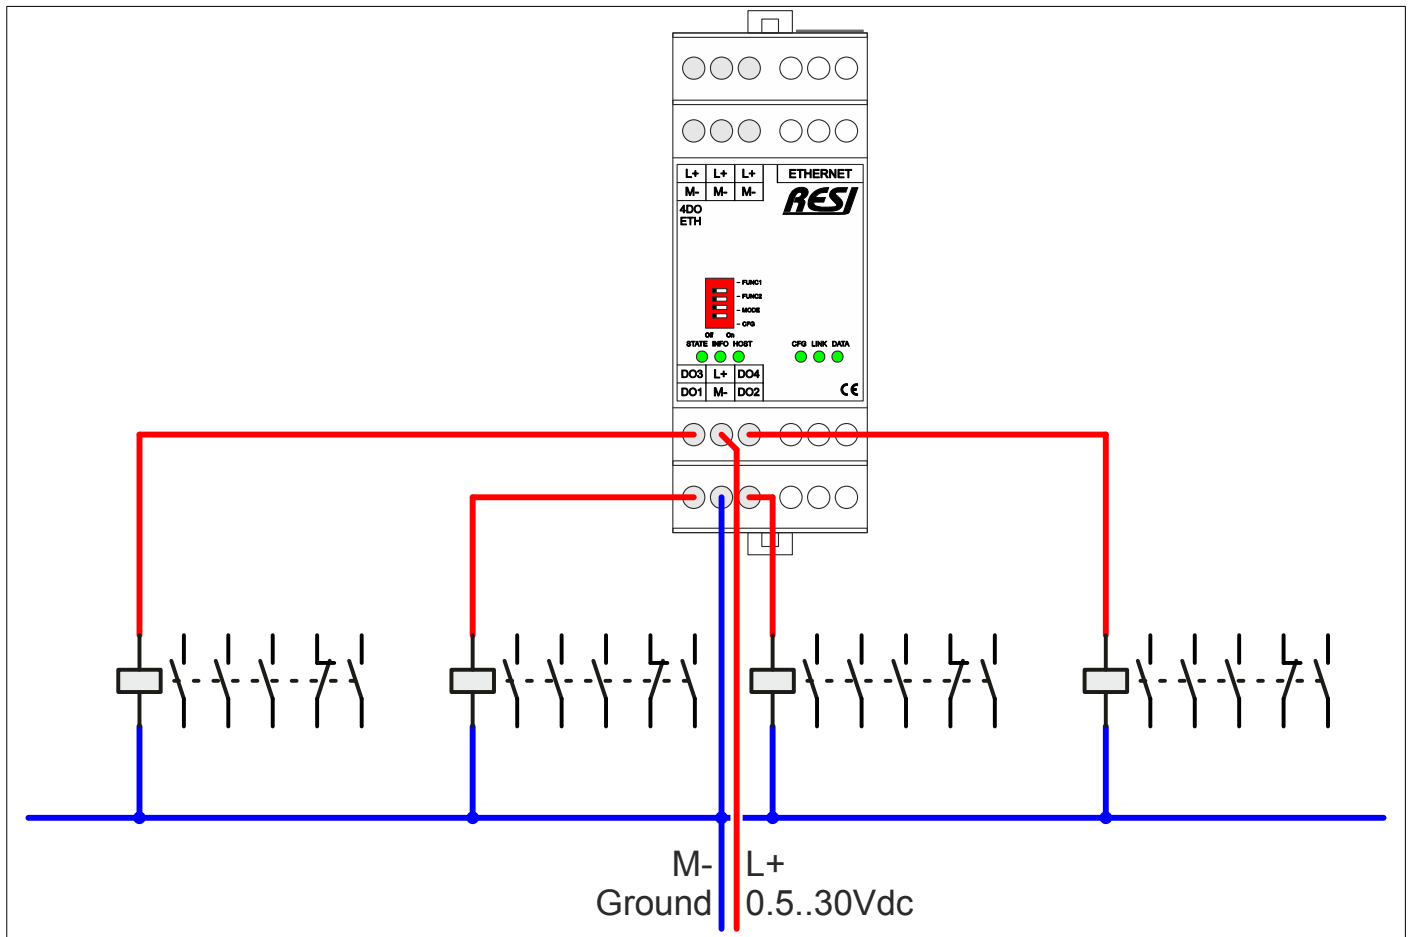 L+ L+ L+ ETHERNET
M- M- M- RESI
4DO
ETH
FUNC1
FUNC2
MODE
CFG
Off On
STATE INFO HOST CFG LINK DATA
DO3 L+ DO4
DO1 M- DO2 CE
M- L+
Ground 0.5..30Vdc